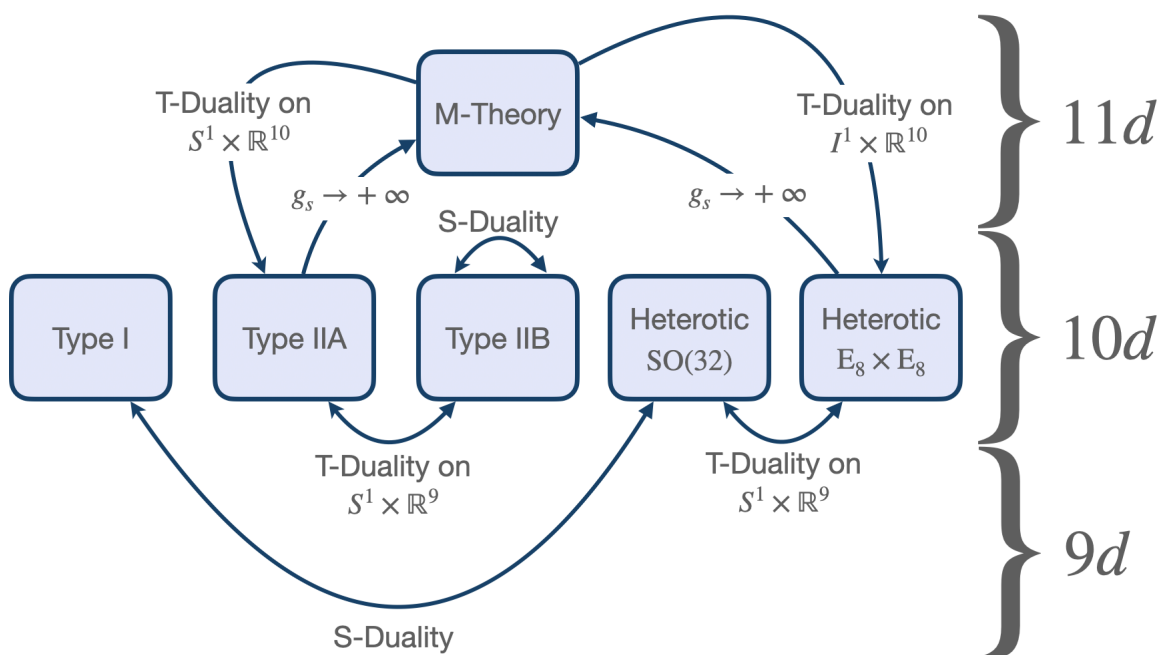 M-Theory
T-Duality on
S¹ × ℝ¹⁰
T-Duality on
I¹ × ℝ¹⁰
11d
gₛ → + ∞
gₛ → + ∞
S-Duality
Type I
Type IIA
Type IIB
Heterotic
SO(32)
Heterotic
E₈ × E₈
10d
T-Duality on
S¹ × ℝ⁹
T-Duality on
S¹ × ℝ⁹
9d
S-Duality